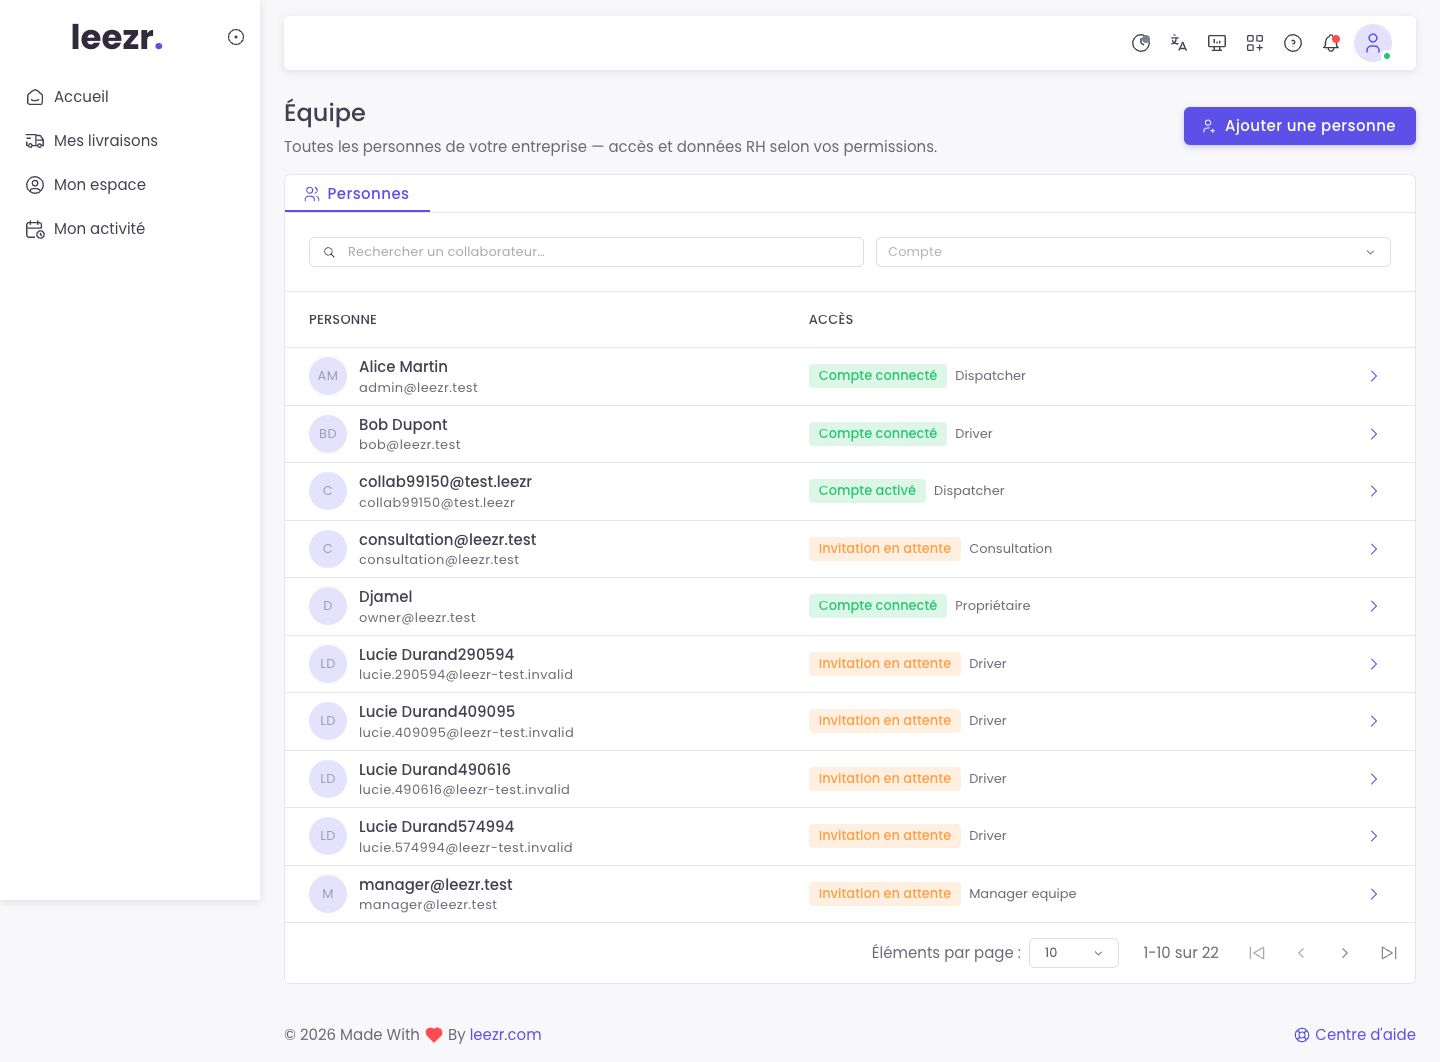 leezr.
Accueil
Mes livraisons
Mon espace
Mon activité
Équipe
Toutes les personnes de votre entreprise — accès et données RH selon vos permissions.
Ajouter une personne
Personnes
Rechercher un collaborateur...
Compte
PERSONNE
ACCÈS
AM
Alice Martin
admin@leezr.test
Compte connecté
Dispatcher
BD
Bob Dupont
bob@leezr.test
Compte connecté
Driver
C
collab99150@test.leezr
collab99150@test.leezr
Compte activé
Dispatcher
C
consultation@leezr.test
consultation@leezr.test
Invitation en attente
Consultation
D
Djamel
owner@leezr.test
Compte connecté
Propriétaire
LD
Lucie Durand290594
lucie.290594@leezr-test.invalid
Invitation en attente
Driver
LD
Lucie Durand409095
lucie.409095@leezr-test.invalid
Invitation en attente
Driver
LD
Lucie Durand490616
lucie.490616@leezr-test.invalid
Invitation en attente
Driver
LD
Lucie Durand574994
lucie.574994@leezr-test.invalid
Invitation en attente
Driver
M
manager@leezr.test
manager@leezr.test
Invitation en attente
Manager equipe
Éléments par page :
10
1-10 sur 22
© 2026 Made With
By leezr.com
Centre d'aide